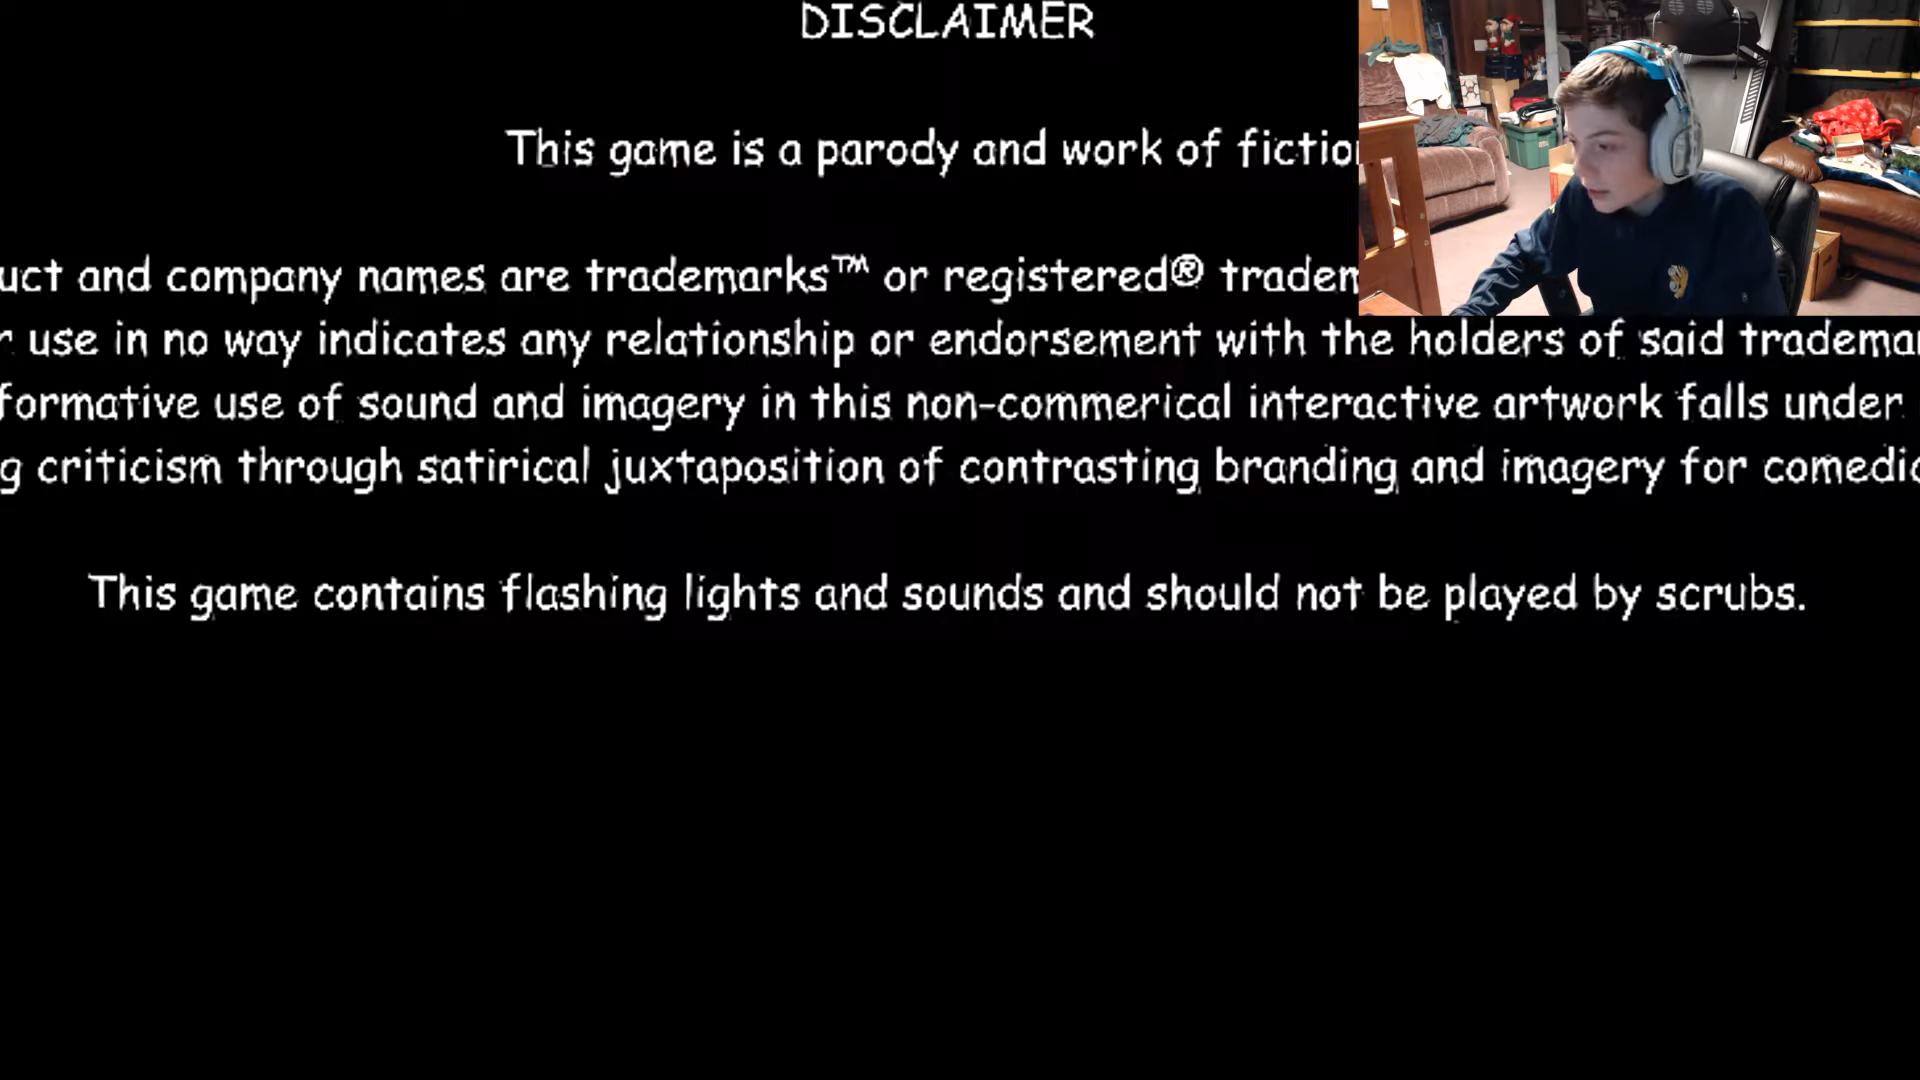 DISCLAIMER
This game is a parody and work of fictio
uct and company names are trademarks™ or registered® tradem
r use in no way indicates any relationship or endorsement with the holders of said tradema
formative use of sound and imagery in this non-commerical interactive artwork falls under
g criticism through satirical juxtaposition of contrasting branding and imagery for comedic
This game contains flashing lights and sounds and should not be played by scrubs.